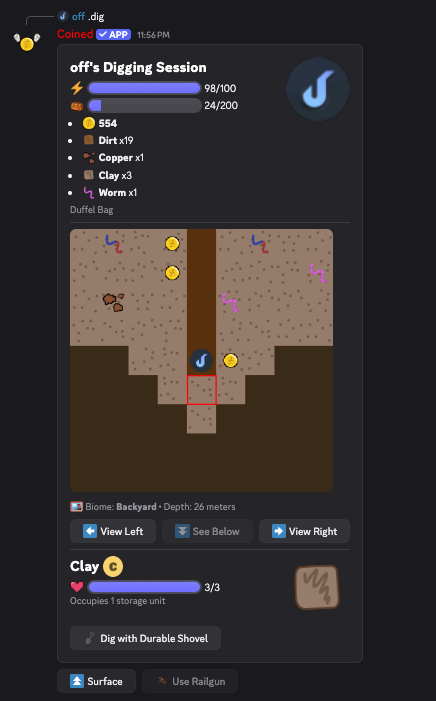 off .dig
Coined ✓ APP 11:56 PM
off's Digging Session
98/100
24/200
554
Dirt x19
Copper x1
Clay x3
Worm x1
Duffel Bag
Biome: Backyard • Depth: 26 meters
View Left
See Below
View Right
Clay C
3/3
Occupies 1 storage unit
Dig with Durable Shovel
Surface
Use Railgun